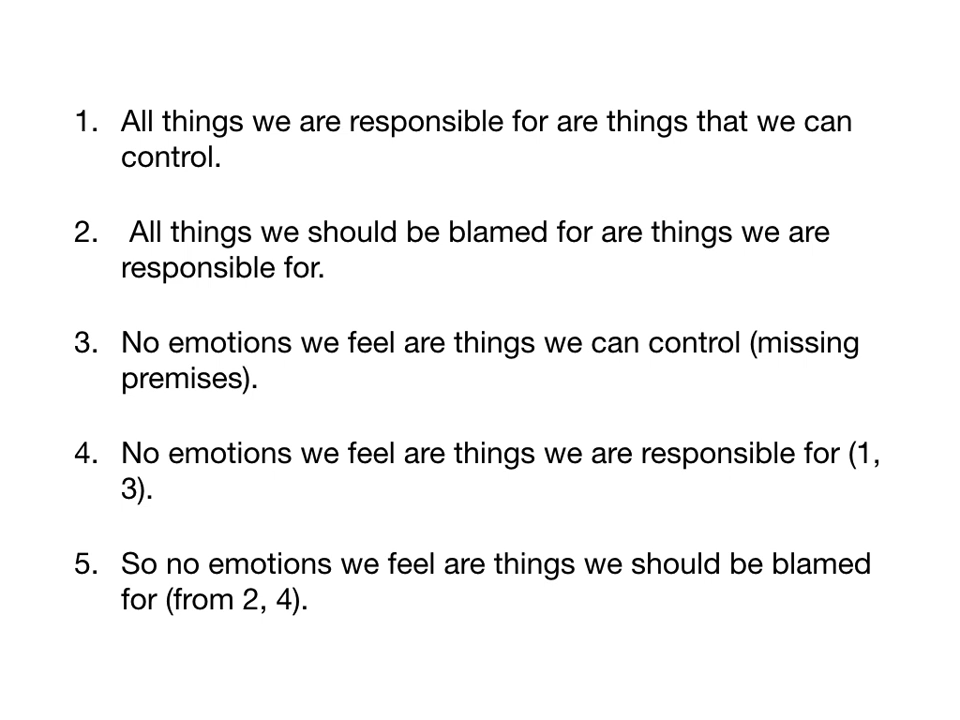 1. All things we are responsible for are things that we can
control.
2. All things we should be blamed for are things we are
responsible for.
3. No emotions we feel are things we can control (missing
premises).
4. No emotions we feel are things we are responsible for (1,
3).
5. So no emotions we feel are things we should be blamed
for (from 2, 4).